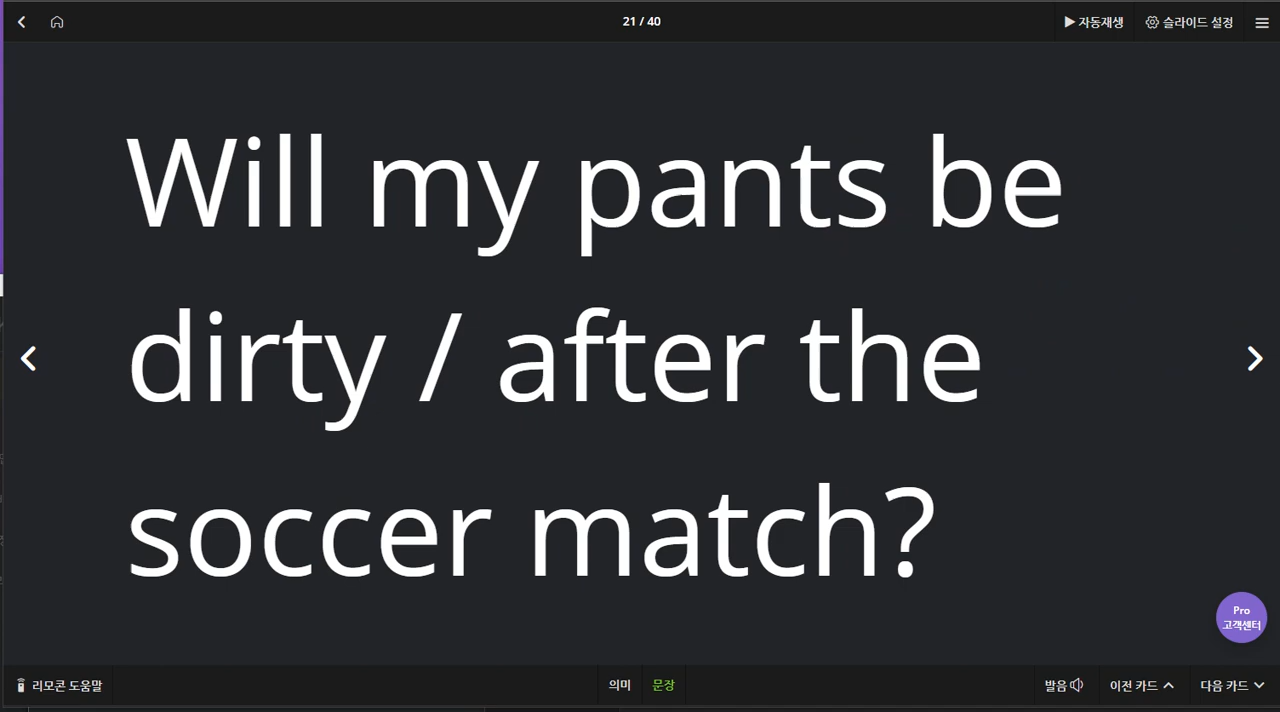 21 / 40
자동재생
슬라이드 설정
Will my pants be
dirty / after the
soccer match?
Pro
고객센터
리모콘 도움말
의미
문장
발음
이전 카드
다음 카드